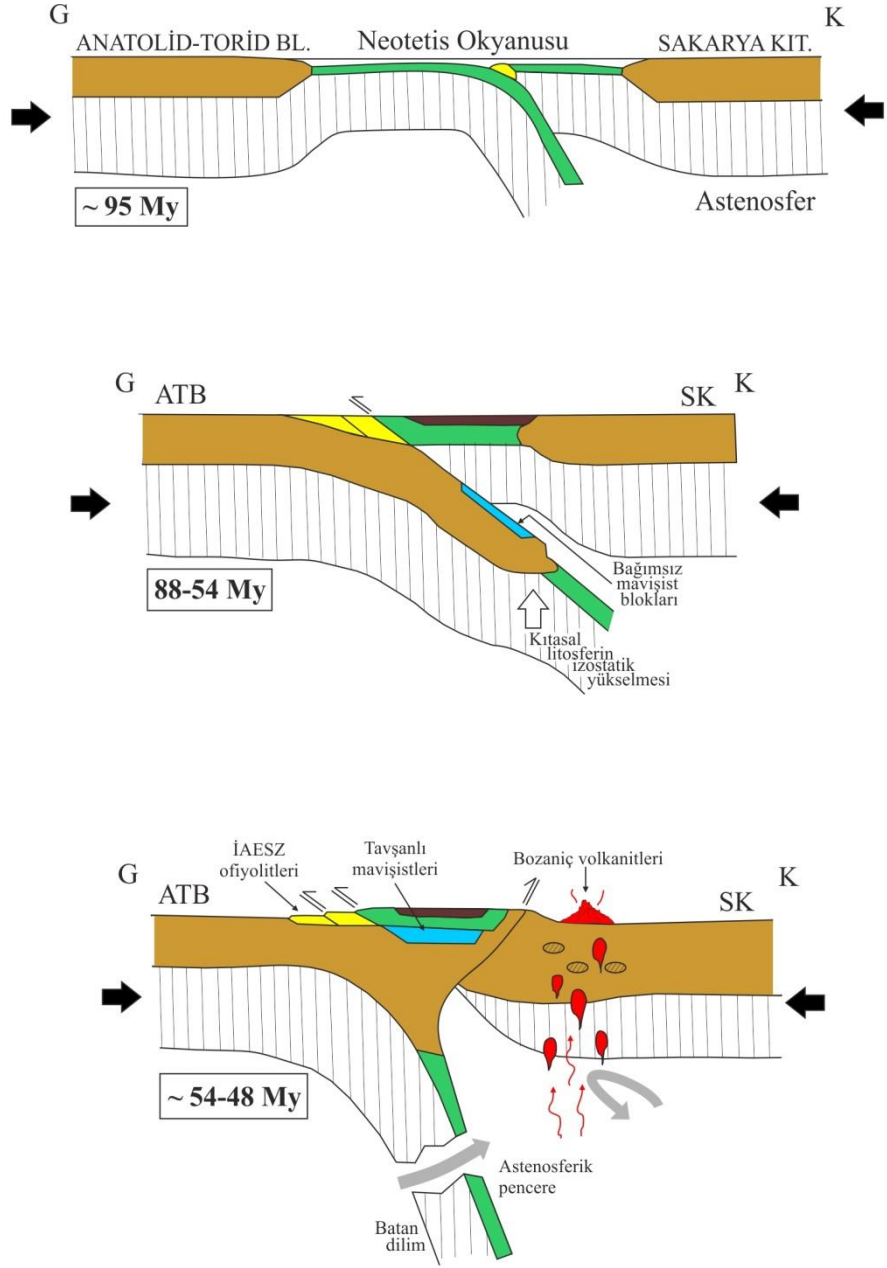 G
K
ANATOLİD-TORİD BL.
Neotetis Okyanusu
SAKARYA KIT.
~ 95 My
Astenosfer
G
ATB
SK
K
88-54 My
Bağımsız
mavişist
blokları
Kıtasal
litosferin
izostatik
yükselmesi
G
ATB
İAESZ
ofiyolitleri
Tavşanlı
mavişistleri
Bozaniç volkanitleri
K
SK
~ 54-48 My
Astenosferik
pencere
Batan
dilim